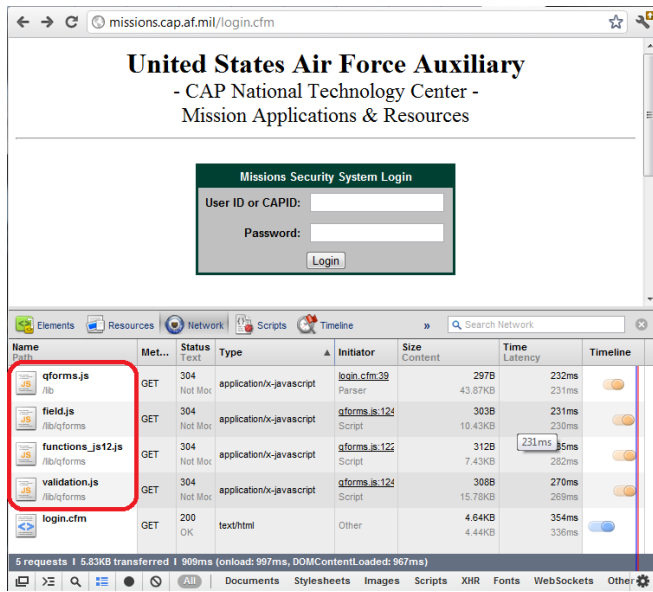 missions.cap.af.mil/login.cfm
United States Air Force Auxiliary
- CAP National Technology Center -
Mission Applications & Resources
Missions Security System Login
User ID or CAPID:
Password:
Login
Elements Resources Network Scripts Timeline » Search Network
Name Met... Status Type Initiator Size Time Timeline
Path Text Content Latency
qforms.js GET 304 application/x-javascript login.cfm:39 297B 232ms
/lib Not Moc Parser 43.87KB 231ms
field.js GET 304 application/x-javascript qforms.js:124 303B 231ms
/lib/qforms Not Moc Script 10.43KB 230ms
functions_js12.js GET 304 application/x-javascript qforms.js:122 312B 231ms 85ms
/lib/qforms Not Moc Script 7.43KB 282ms
validation.js GET 304 application/x-javascript qforms.js:124 308B 270ms
/lib/qforms Not Moc Script 15.78KB 269ms
login.cfm GET 200 text/html Other 4.64KB 354ms
OK 4.44KB 336ms
5 requests I 5.83KB transferred I 909ms (onload: 997ms, DOMContentLoaded: 967ms)
All Documents Stylesheets Images Scripts XHR Fonts WebSockets Other